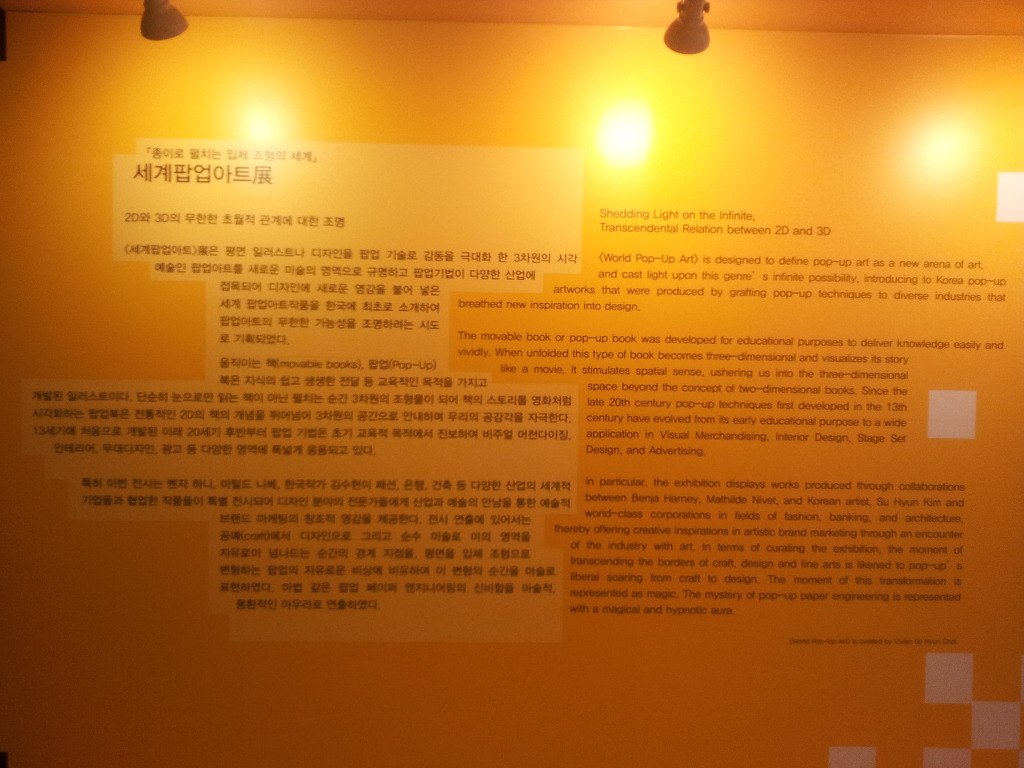 「종이로 펼치는 입체 조형의 세계」
세계팝업아트展
2D와 3D의 무한한 초월적 관계에 대한 조명
〈세계팝업아트〉展은 평면 일러스트나 디자인을 팝업 기술로 감동을 극대화 한 3차원의 시각
예술인 팝업아트를 새로운 미술의 영역으로 규명하고 팝업기법이 다양한 산업에
접목되어 디자인에 새로운 영감을 불어 넣은
세계 팝업아트작품을 한국에 최초로 소개하여
팝업아트의 무한한 가능성을 조명하려는 시도
로 기획되었다.
움직이는 책(movable books), 팝업(Pop-Up)
북은 지식의 쉽고 생생한 전달 등 교육적인 목적을 가지고
개발된 일러스트이다. 단순히 눈으로만 읽는 책이 아닌 펼치는 순간 3차원의 조형물이 되어 책의 스토리를 영화처럼
시각화하는 팝업북은 전통적인 2D의 책의 개념을 뛰어넘어 3차원의 공간으로 안내하며 우리의 공감각을 자극한다.
13세기에 처음으로 개발된 이래 20세기 후반부터 팝업 기법은 초기 교육적 목적에서 진보하여 비주얼 머천다이징,
인테리어, 무대디자인, 광고 등 다양한 영역에 폭넓게 응용되고 있다.
특히 이번 전시는 벤자 하니, 마틸드 니베, 한국작가 김수현이 패션, 은행, 건축 등 다양한 산업의 세계적
기업들과 협업한 작품들이 특별 전시되어 디자인 분야의 전문가들에게 산업과 예술의 만남을 통한 예술적
브랜드 마케팅의 창조적 영감을 제공한다. 전시 연출에 있어서는
공예(craft)에서 디자인으로 그리고 순수 미술로 미의 영역을
자유로이 넘나드는 순간의 경계 지점을, 평면을 입체 조형으로
변형하는 팝업의 자유로운 비상에 비유하여 이 변형의 순간을 마술로
표현하였다. 마법 같은 팝업 페이퍼 엔지니어링의 신비함을 마술적,
몽환적인 아우라로 연출하였다.
Shedding Light on the Infinite,
Transcendental Relation between 2D and 3D
〈World Pop-Up Art〉 is designed to define pop-up art as a new arena of art,
and cast light upon this genre's infinite possibility, introducing to Korea pop-up
artworks that were produced by grafting pop-up techniques to diverse industries that
breathed new inspiration into design.
The movable book or pop-up book was developed for educational purposes to deliver knowledge easily and
vividly. When unfolded this type of book becomes three-dimensional and visualizes its story
like a movie. It stimulates spatial sense, ushering us into the three-dimensional
space beyond the concept of two-dimensional books. Since the
late 20th century pop-up techniques first developed in the 13th
century have evolved from its early educational purpose to a wide
application in Visual Merchandising, Interior Design, Stage Set
Design, and Advertising.
In particular, the exhibition displays works produced through collaborations
between Benja Harney, Mathilde Nivet, and Korean artist, Su Hyun Kim and
world-class corporations in fields of fashion, banking, and architecture,
thereby offering creative inspirations in artistic brand marketing through an encounter
of the industry with art. In terms of curating the exhibition, the moment of
transcending the borders of craft, design and fine arts is likened to pop-up's
liberal soaring from craft to design. The moment of this transformation is
represented as magic. The mystery of pop-up paper engineering is represented
with a magical and hypnotic aura.
〈World Pop-Up Art〉 is curated by Vivian Se Hyun Choi.